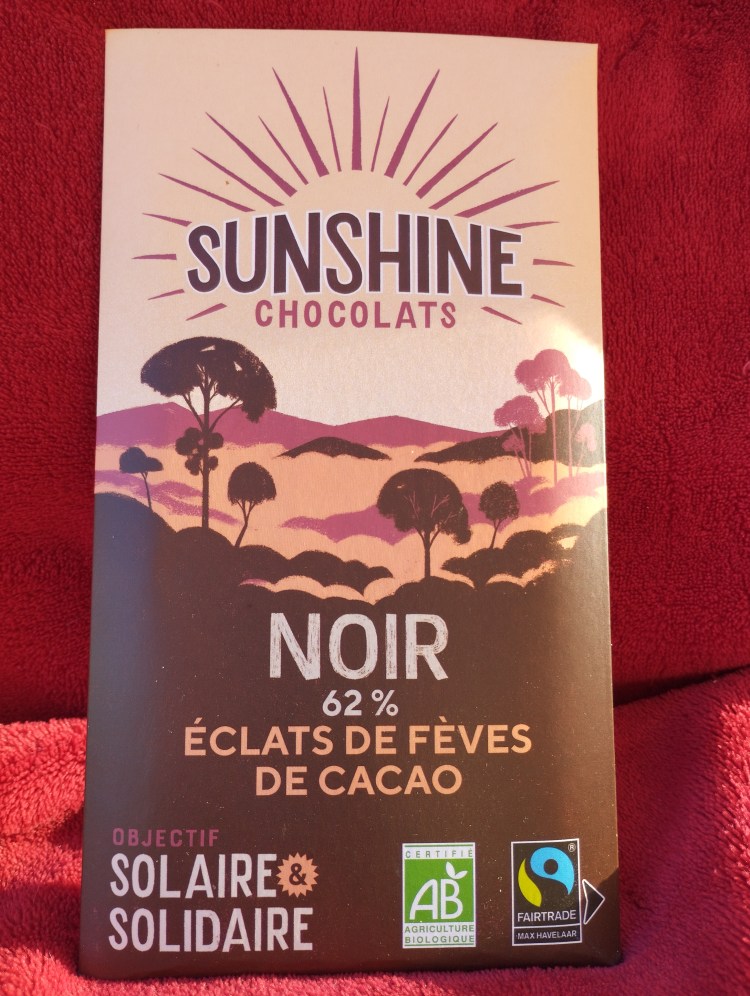 SUNSHINE
CHOCOLATS
NOIR
62 %
ÉCLATS DE FÈVES
DE CACAO
OBJECTIF
SOLAIRE &
SOLIDAIRE
CERTIFIÉ
AB
AGRICULTURE
BIOLOGIQUE
®
FAIRTRADE
MAX HAVELAAR